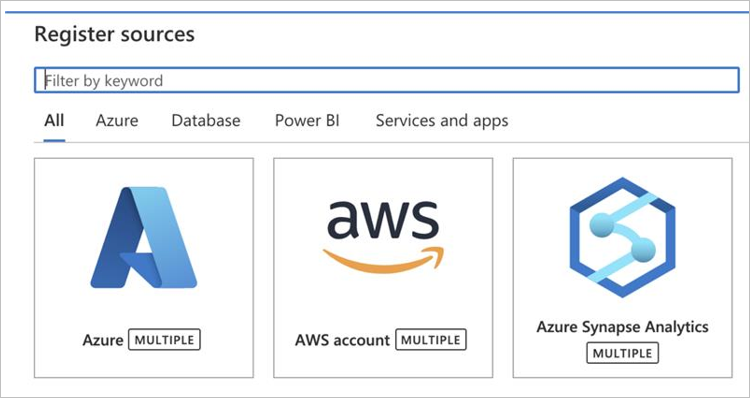 Register sources
Filter by keyword
All Azure Database Power BI Services and apps
aws
Azure MULTIPLE
AWS account MULTIPLE
Azure Synapse Analytics
MULTIPLE